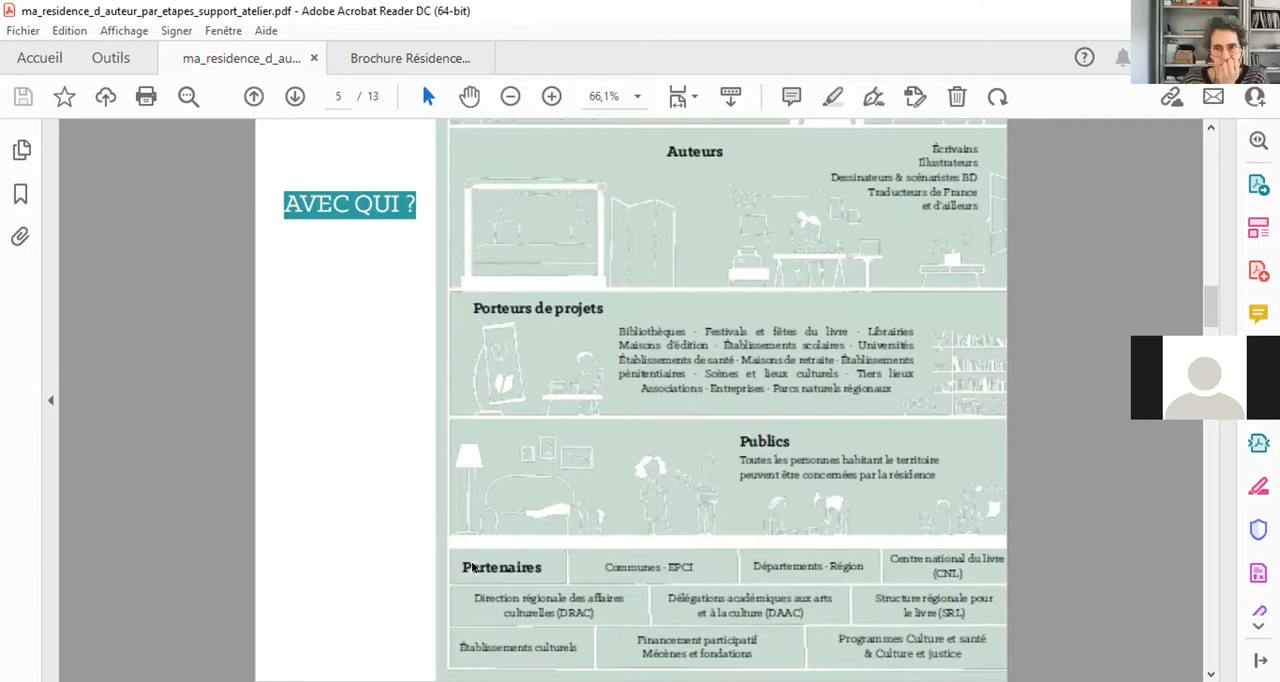 ma_residence_d_auteur_par_etapes_support_atelier.pdf - Adobe Acrobat Reader DC (64-bit)
Fichier Edition Affichage Signer Fenêtre Aide
Accueil Outils ma_residence_d_au... × Brochure Résidence...
5 / 13 66,1%
AVEC QUI ?
Auteurs
Écrivains
Illustrateurs
Dessinateurs & scénaristes BD
Traducteurs de France
et d'ailleurs
Porteurs de projets
Bibliothèques - Festivals et fêtes du livre - Librairies
Maisons d'édition - Établissements scolaires - Universités
Établissements de santé - Maisons de retraite - Établissements
pénitentiaires - Scènes et lieux culturels - Tiers lieux
Associations - Entreprises - Parcs naturels régionaux
Publics
Toutes les personnes habitant le territoire
peuvent être concernées par la résidence
Partenaires
Communes - EPCI
Départements - Région
Centre national du livre
(CNL)
Direction régionale des affaires
culturelles (DRAC)
Délégations académiques aux arts
et à la culture (DAAC)
Structure régionale pour
le livre (SRL)
Établissements culturels
Financement participatif
Mécènes et fondations
Programmes Culture et santé
& Culture et justice